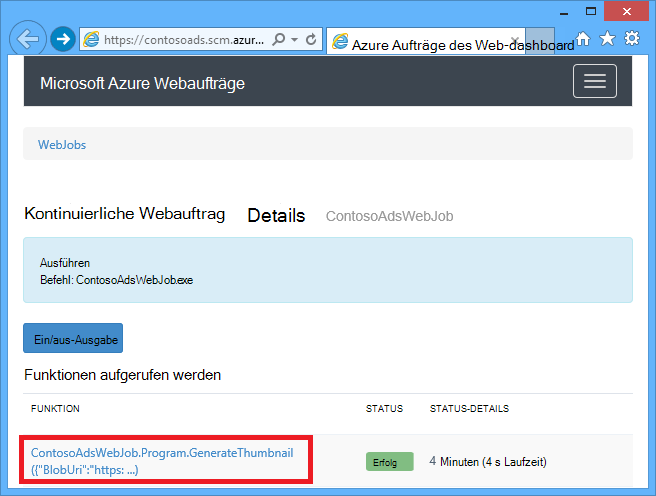 https://contosoads.scm.azur...
Azure Aufträge des Web-dashboard
Microsoft Azure Webaufträge
WebJobs
Kontinuierliche Webauftrag Details ContosoAdsWebJob
Ausführen
Befehl: ContosoAdsWebJob.exe
Ein/aus-Ausgabe
Funktionen aufgerufen werden
FUNKTION STATUS STATUS-DETAILS
ContosoAdsWebJob.Program.GenerateThumbnail
({"BlobUri":"https: ...)
Erfolg 4 Minuten (4 s Laufzeit)